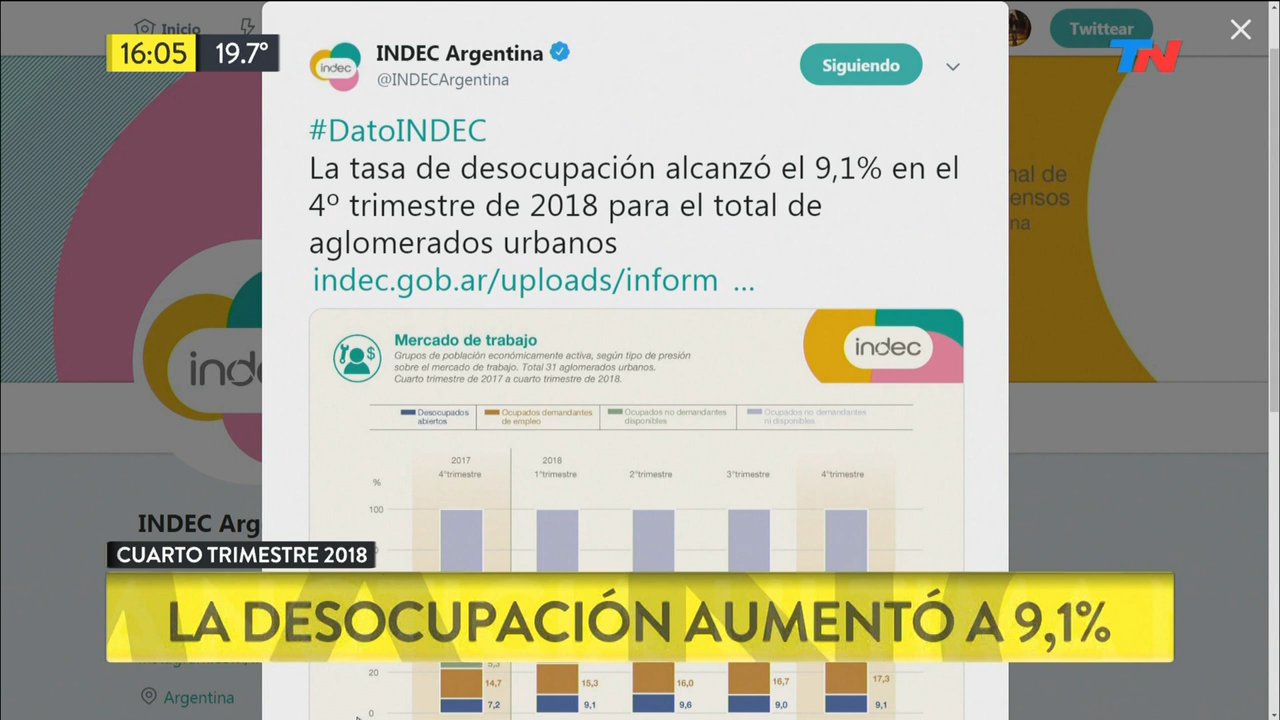 Inicio
16:05 19.7°
TN
Twittear
INDEC Argentina
@INDECArgentina
Siguiendo
indec
#DatoINDEC
La tasa de desocupación alcanzó el 9,1% en el
4º trimestre de 2018 para el total de
aglomerados urbanos
indec.gob.ar/uploads/inform ...
nal de
ensos
na
Mercado de trabajo
Grupos de población económicamente activa, según tipo de presión
sobre el mercado de trabajo. Total 31 aglomerados urbanos.
Cuarto trimestre de 2017 a cuarto trimestre de 2018.
indec
indec
Desocupados abiertos
Ocupados demandantes de empleo
Ocupados no demandantes disponibles
Ocupados no demandantes ni disponibles
2017 2018
4°trimestre 1°trimestre 2°trimestre 3°trimestre 4°trimestre
%
100
INDEC Arg
CUARTO TRIMESTRE 2018
LA DESOCUPACIÓN AUMENTÓ A 9,1%
5,3
20
14,7 15,3 16,0 16,7 17,3
7,2 9,1 9,6 9,0 9,1
0
Argentina